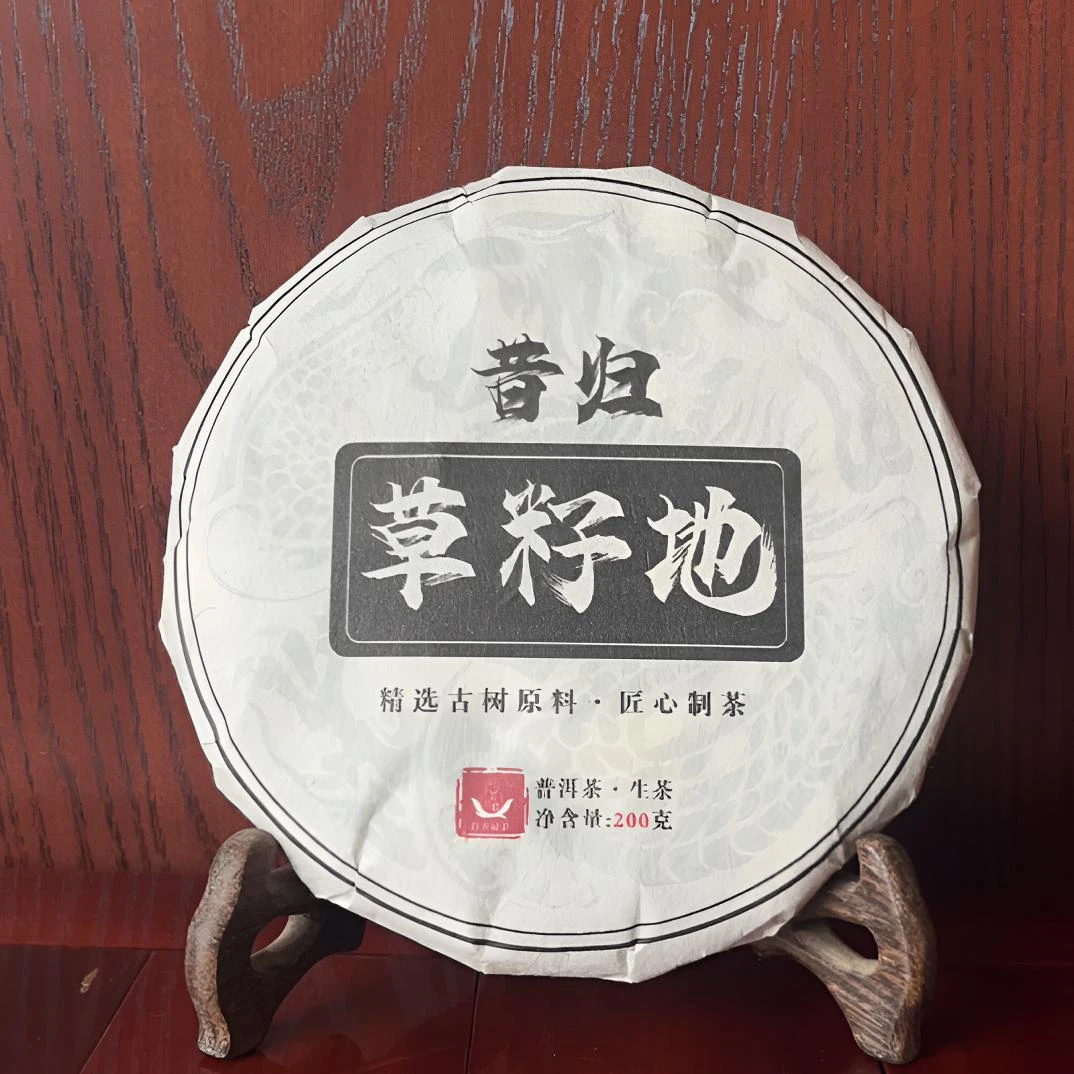 昔归
草籽地
精选古树原料·匠心制茶
普洱茶·生茶
净含量:200克